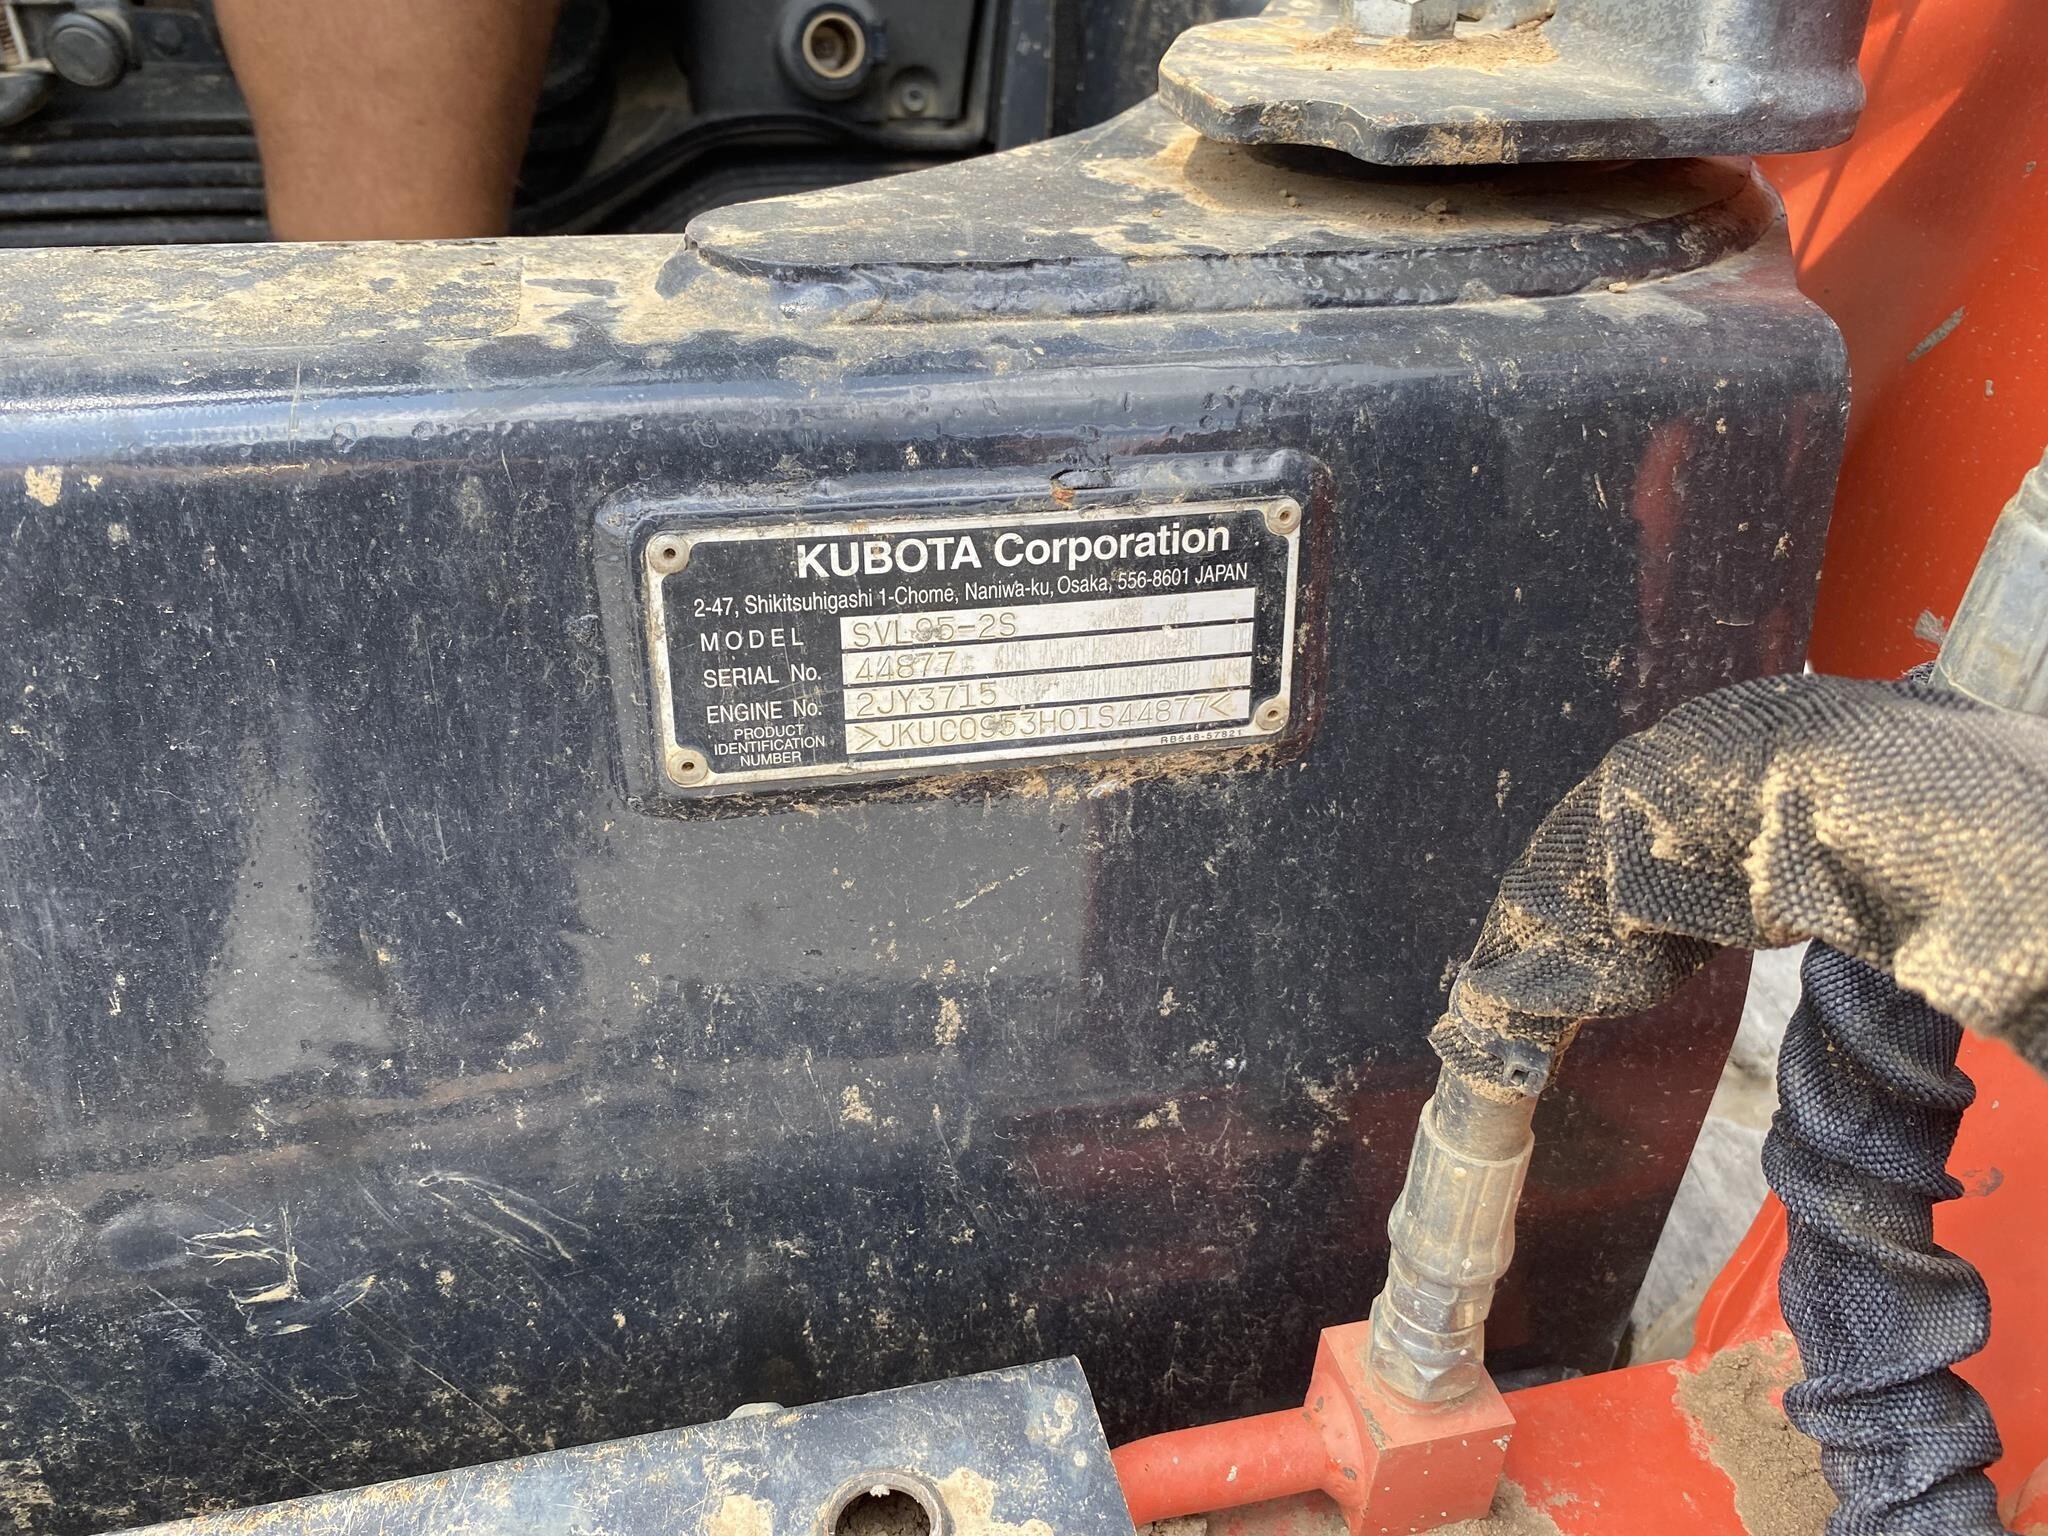 KUBOTA Corporation
2-47, Shikitsuhigashi 1-Chome, Naniwa-ku, Osaka, 556-8601 JAPAN
MODEL SVL95-2S
SERIAL No. 44877
ENGINE No. 2JY3715
PRODUCT
IDENTIFICATION
NUMBER
>JKUC0953H01S44877<
RB548-57821